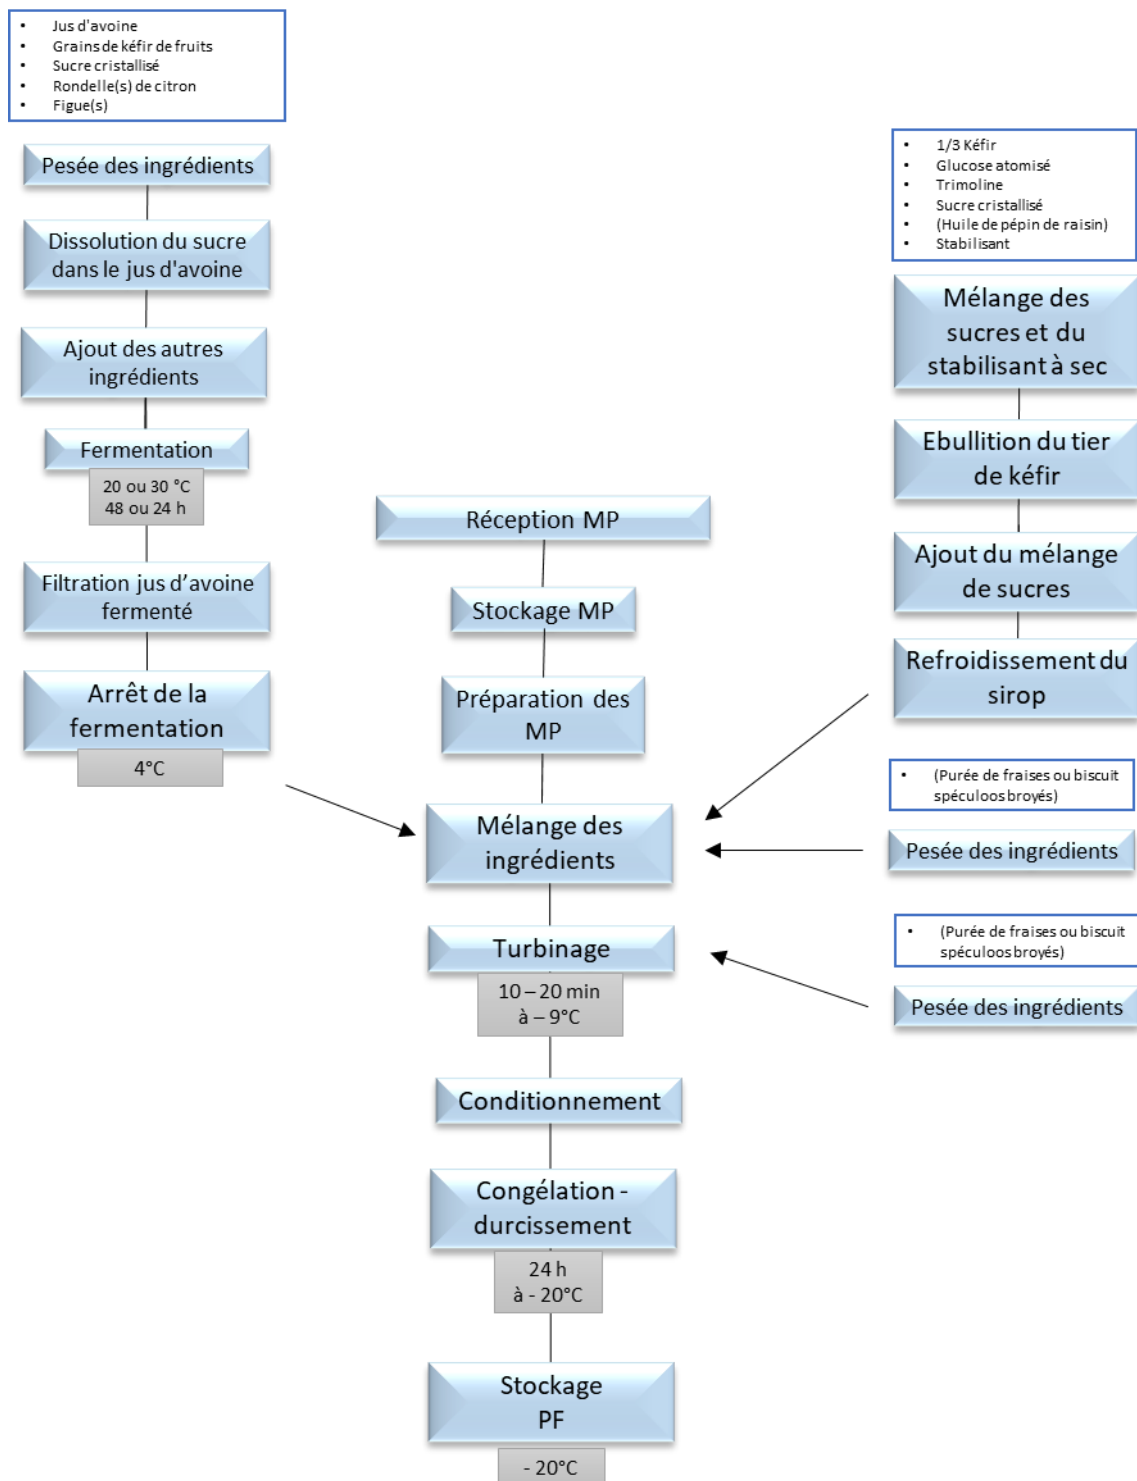 • Jus d'avoine
• Grains de kéfir de fruits
• Sucre cristallisé
• Rondelle(s) de citron
• Figue(s)
Pesée des ingrédients
Dissolution du sucre
dans le jus d'avoine
Ajout des autres
ingrédients
Fermentation
20 ou 30 °C
48 ou 24 h
Filtration jus d’avoine
fermenté
Arrêt de la
fermentation
4°C
Réception MP
Stockage MP
Préparation des
MP
Mélange des
ingrédients
Turbinage
10 – 20 min
à – 9°C
Conditionnement
Congélation -
durcissement
24 h
à - 20°C
Stockage
PF
- 20°C
• 1/3 Kéfir
• Glucose atomisé
• Trimoline
• Sucre cristallisé
• (Huile de pépin de raisin)
• Stabilisant
Mélange des
sucres et du
stabilisant à sec
Ebullition du tier
de kéfir
Ajout du mélange
de sucres
Refroidissement du
sirop
• (Purée de fraises ou biscuit
spéculoos broyés)
Pesée des ingrédients
• (Purée de fraises ou biscuit
spéculoos broyés)
Pesée des ingrédients